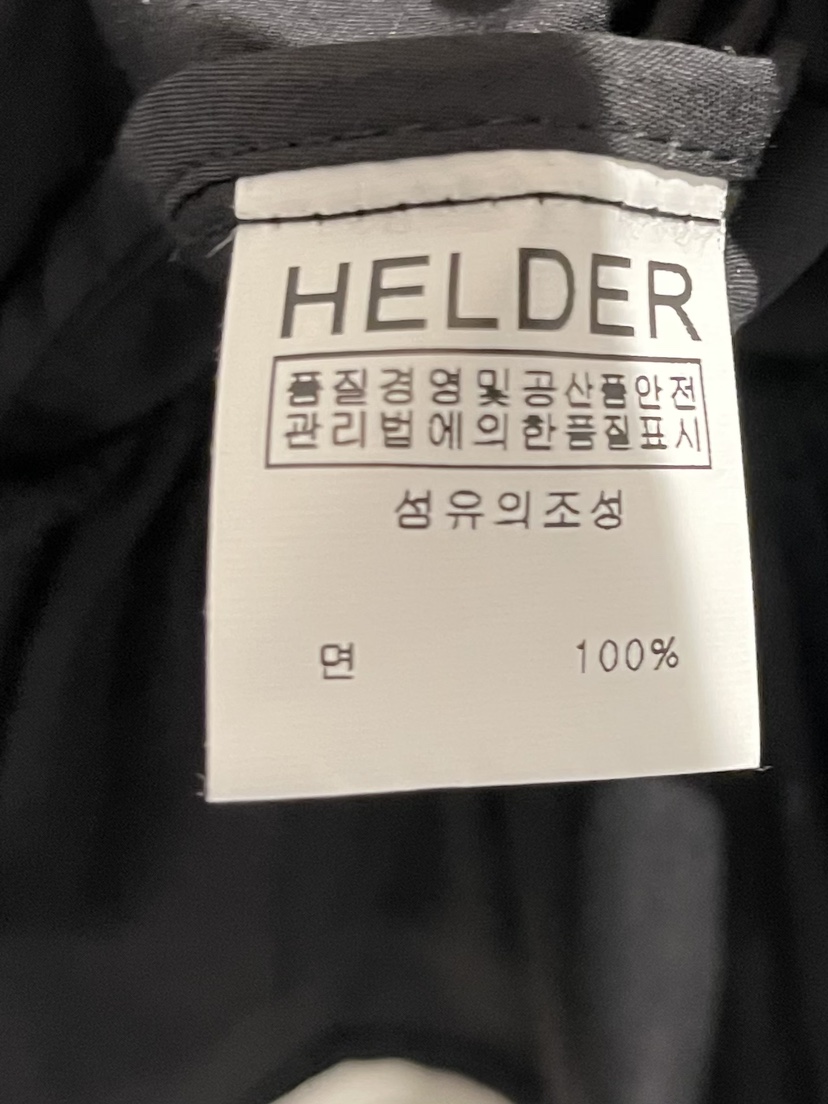 HELDER
품질경영및공산품안전
관리법에의한품질표시
섬유의조성
면 100%